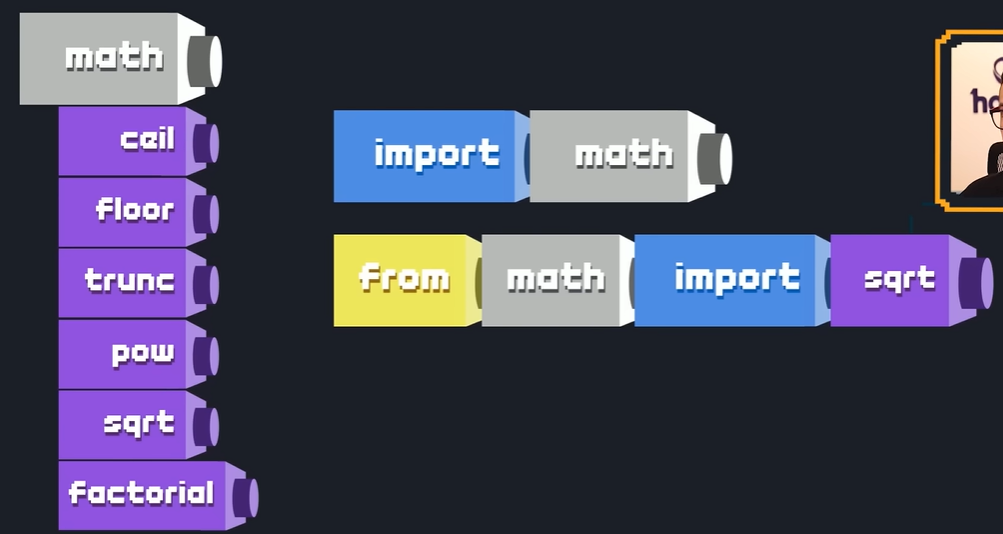 math
ceil
floor
trunc
pow
sqrt
factorial
import math
from math import sqrt